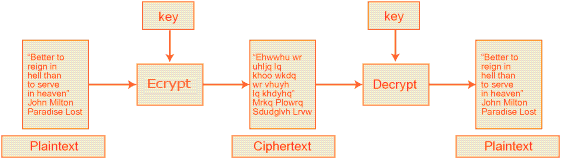 key
key
"Better to
reign in
hell than
to serve
in heaven"
John Milton
Paradise Lost
Ecrypt
"Ehwwhu wr
uhljq lq
khoo wkdq
wr vhuyh
lq khdyhq"
Mrkq Plowrq
Sdudglvh Lrvw
Decrypt
"Better to
reign in
hell than
to serve
in heaven"
John Milton
Paradise Lost
Plaintext
Ciphertext
Plaintext